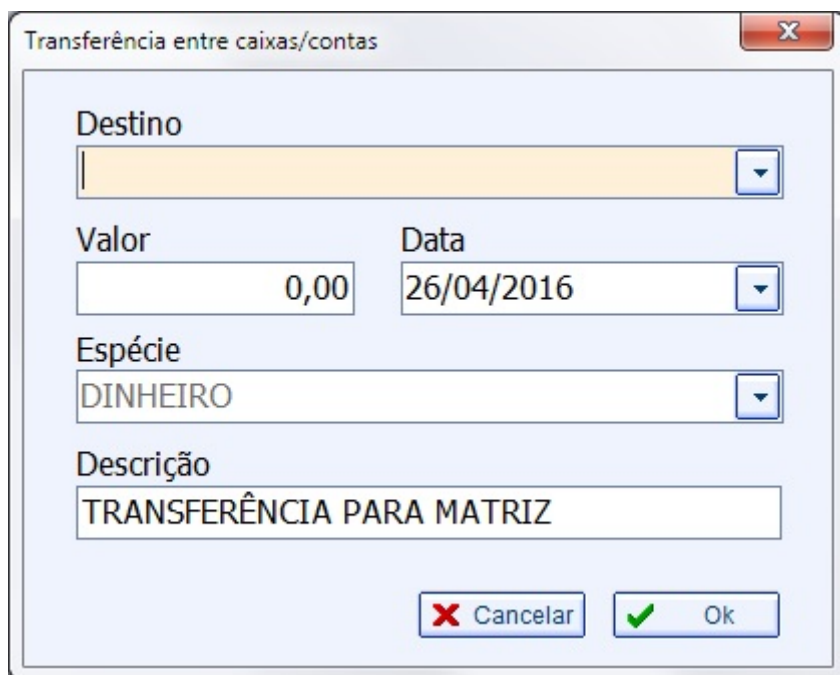 Transferência entre caixas/contas
Destino
Valor Data
0,00 26/04/2016
Espécie
DINHEIRO
Descrição
TRANSFERÊNCIA PARA MATRIZ
Cancelar Ok